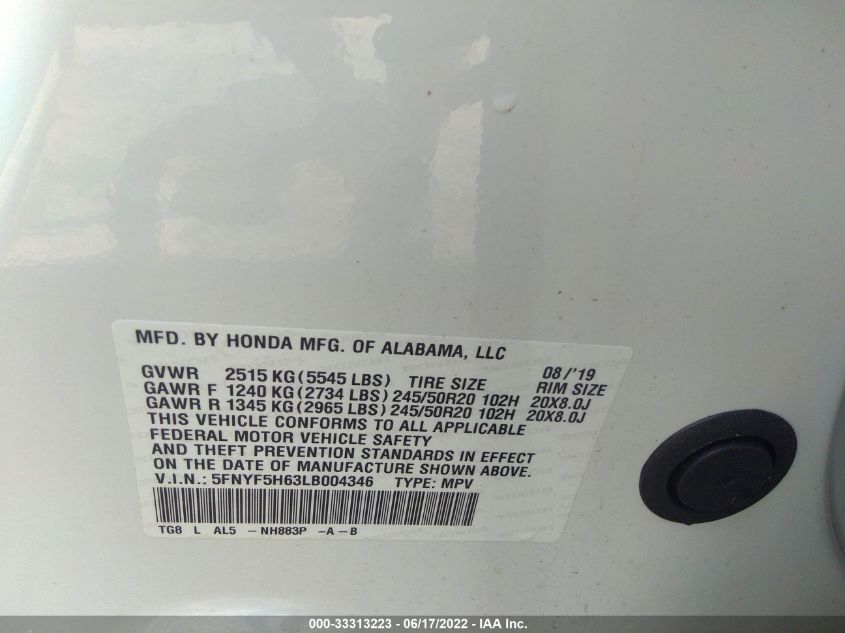 MFD. BY HONDA MFG. OF ALABAMA, LLC
GVWR 2515 KG (5545 LBS) TIRE SIZE 08/'19 RIM SIZE
GAWR F 1240 KG (2734 LBS) 245/50R20 102H 20X8.0J
GAWR R 1345 KG (2965 LBS) 245/50R20 102H 20X8.0J
THIS VEHICLE CONFORMS TO ALL APPLICABLE
FEDERAL MOTOR VEHICLE SAFETY
AND THEFT PREVENTION STANDARDS IN EFFECT
ON THE DATE OF MANUFACTURE SHOWN ABOVE.
V.I.N.: 5FNYF5H63LB004346 TYPE: MPV
TG8 L AL5 - NH883P - A - B
000-33313223 - 06/17/2022 - IAA Inc.